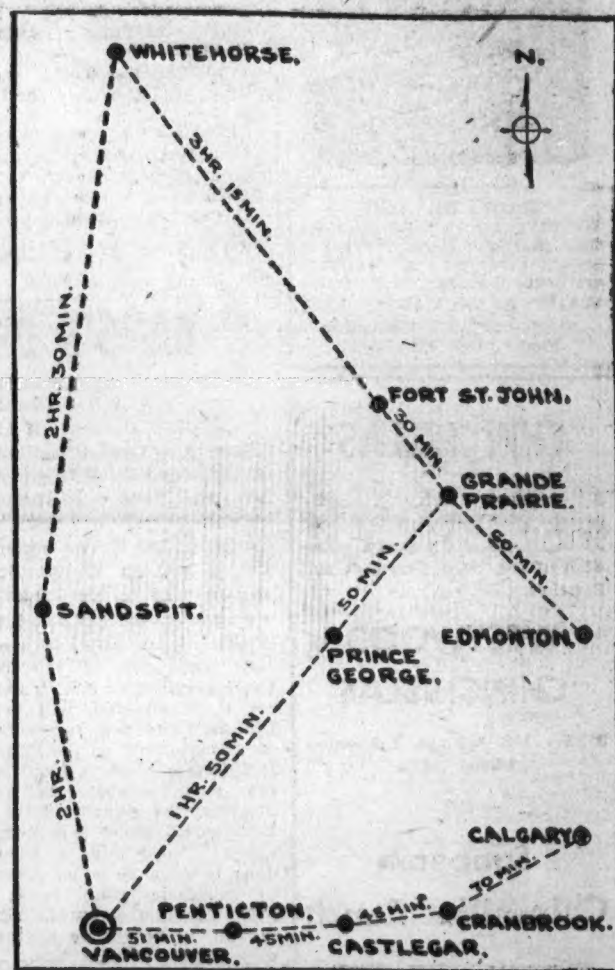 WHITEHORSE.
N.
3 HR. 15 MIN.
2 HR. 30 MIN.
FORT ST. JOHN.
30 MIN.
GRANDE
PRAIRIE.
60 MIN.
50 MIN.
SANDSPIT.
EDMONTON.
PRINCE
GEORGE.
1 HR. 50 MIN.
2 HR.
CALGARY
70 MIN.
PENTICTON.
45 MIN.
CRANBROOK.
51 MIN.
45 MIN.
CASTLEGAR.
VANCOUVER.